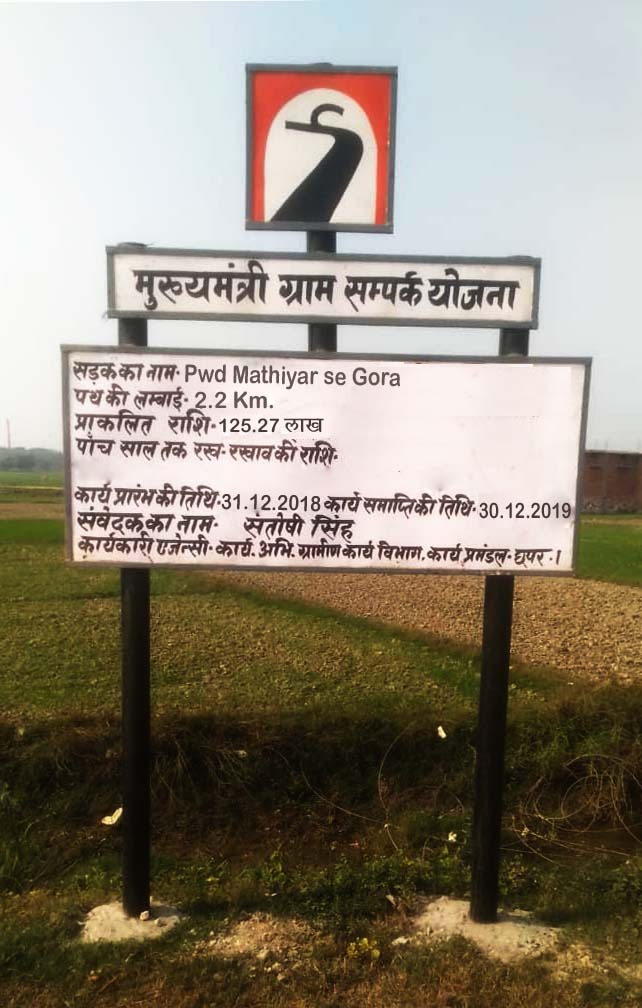 मुख्यमंत्री ग्राम सम्पर्क योजना
सड़क का नाम- Pwd Mathiyar se Gora
पथ की लम्बाई- 2.2 Km.
प्राकलित राशि- 125.27 लाख
पाँच साल तक रख-रखाव की राशि-
कार्य प्रारंभ की तिथि-31.12.2018 कार्य समाप्ति की तिथि-30.12.2019
संवेदक का नाम- संतोषी सिंह
कार्यकारी एजेन्सी-कार्य. अभि. ग्रामीण कार्य विभाग, कार्य प्रमंडल-